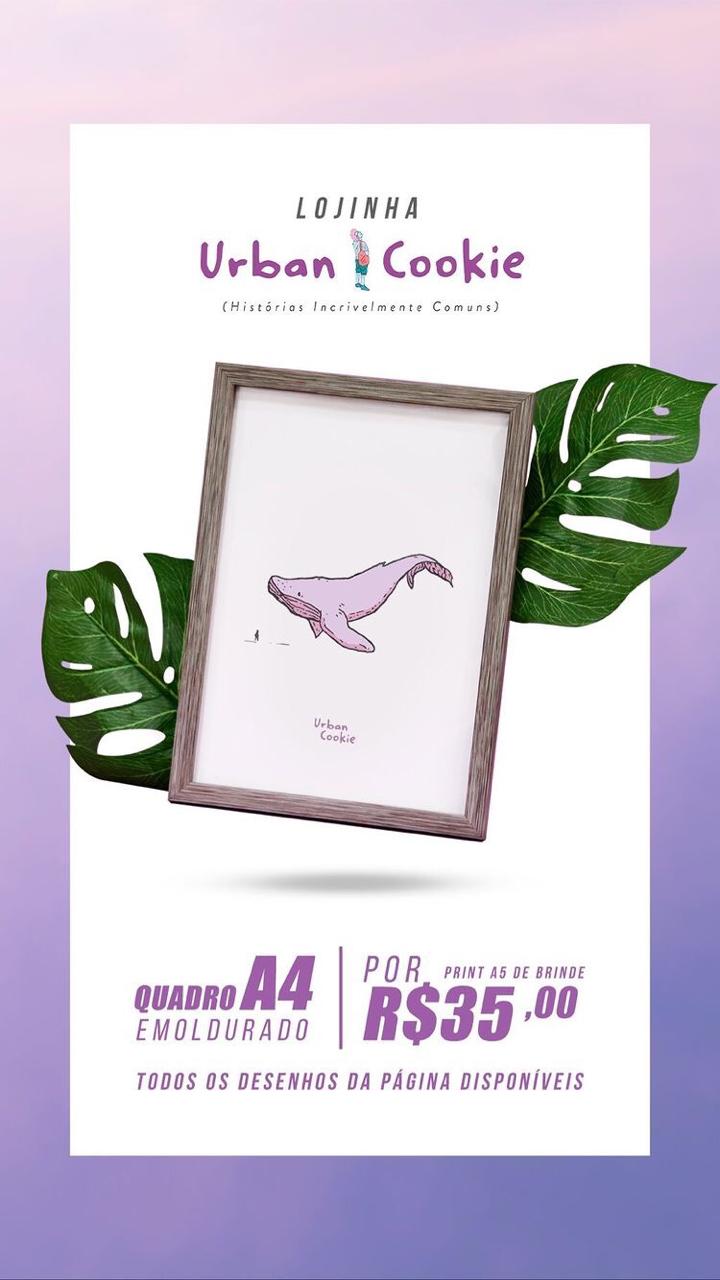 LOJINHA
Urban Cookie
(Histórias Incrivelmente Comuns)
Urban
Cookie
QUADRO A4
EMOLDURADO
POR PRINT A5 DE BRINDE
R$35,00
TODOS OS DESENHOS DA PÁGINA DISPONÍVEIS